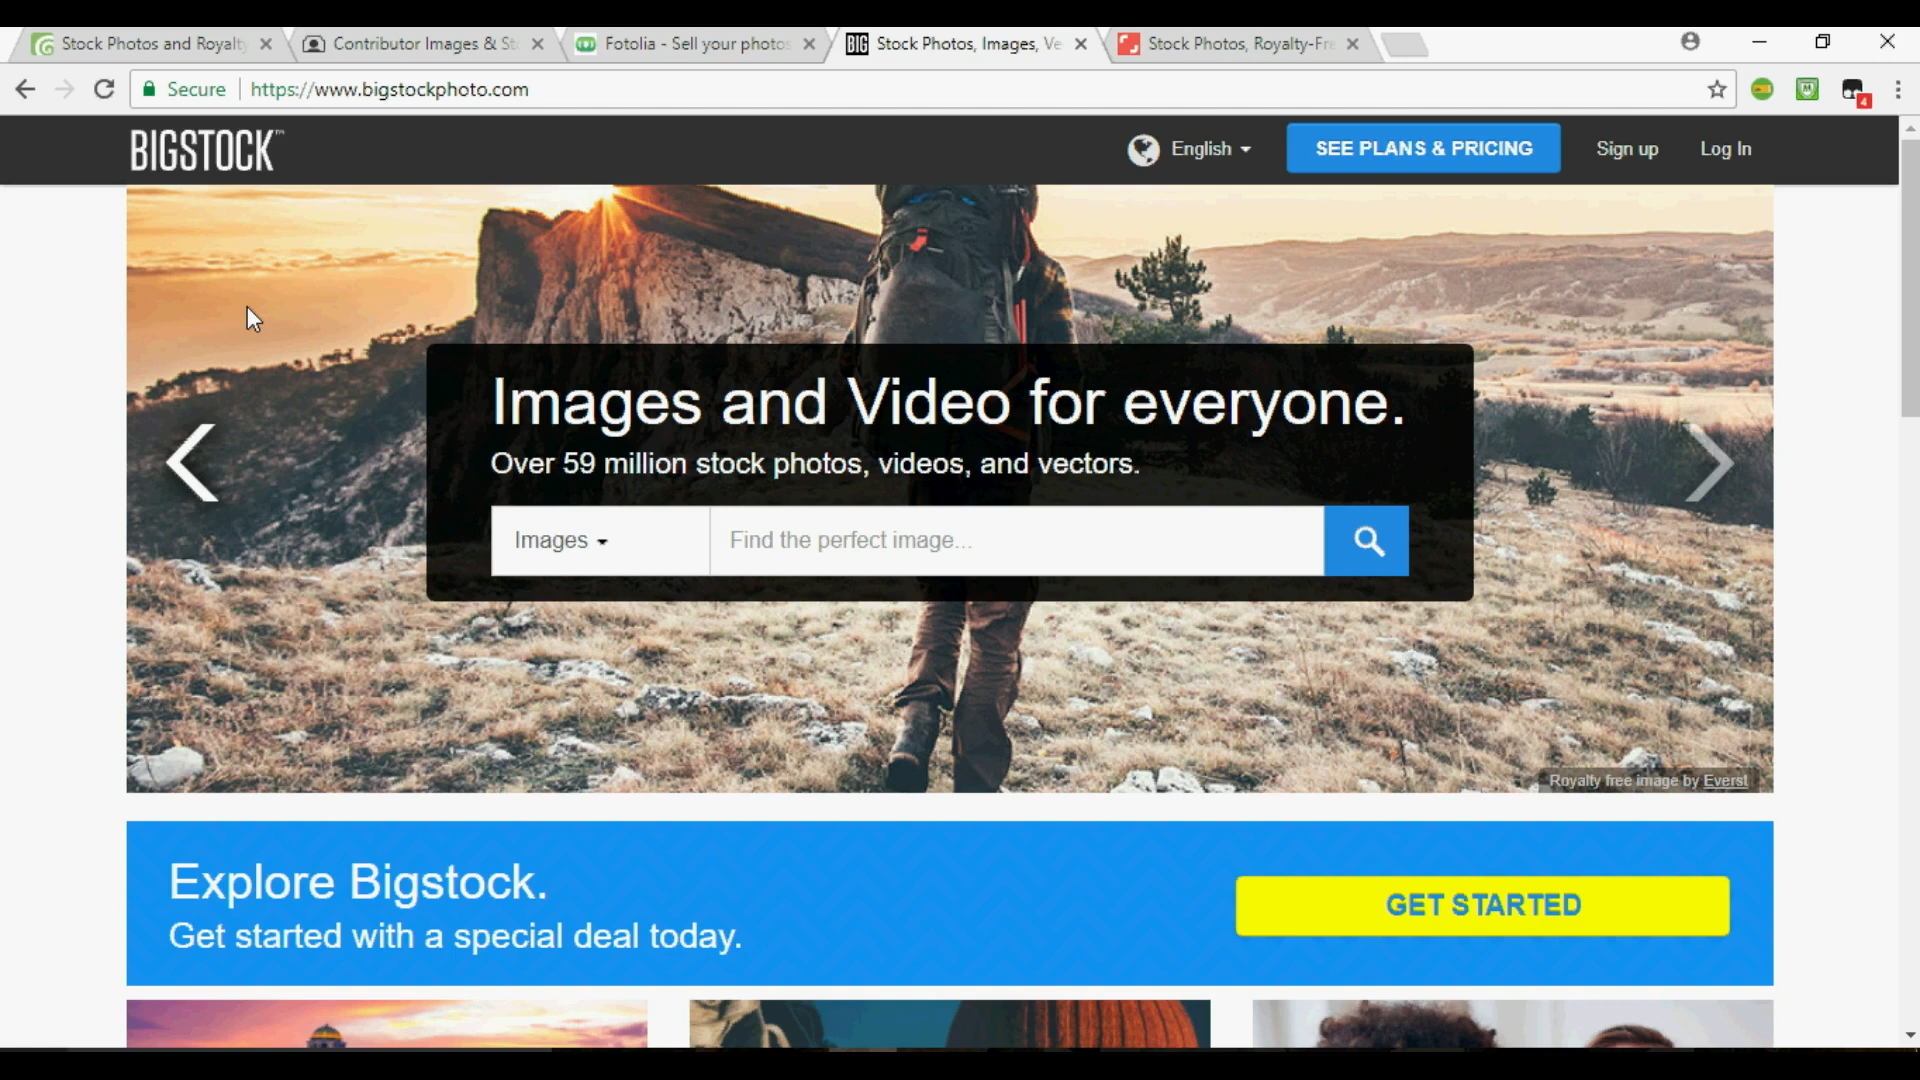 Stock Photos and Royalty
Contributor Images & St
Fotolia - Sell your photos
BIG Stock Photos, Images, Ve
Stock Photos, Royalty-Fre
Secure https://www.bigstockphoto.com
4
BIGSTOCK™
English
SEE PLANS & PRICING
Sign up
Log In
Images and Video for everyone.
Over 59 million stock photos, videos, and vectors.
Images
Find the perfect image...
Royalty free image by Everst
Explore Bigstock.
Get started with a special deal today.
GET STARTED